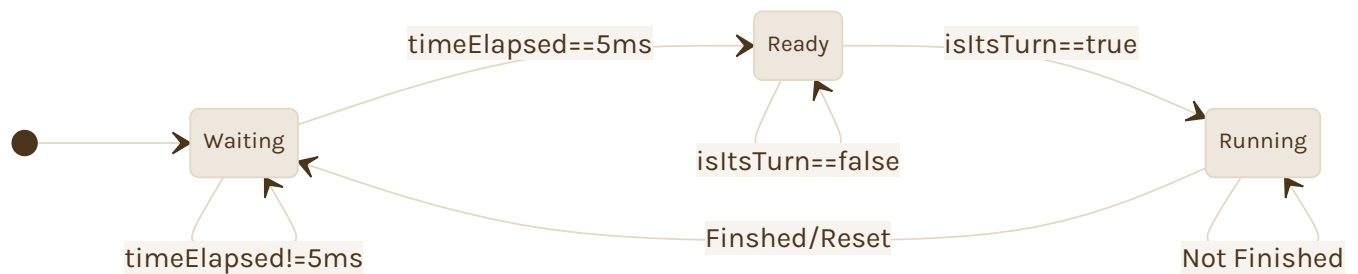 timeElapsed==5ms
Ready
isItsTurn==true
Waiting
Running
isItsTurn==false
Finshed/Reset
timeElapsed!=5ms
Not Finished